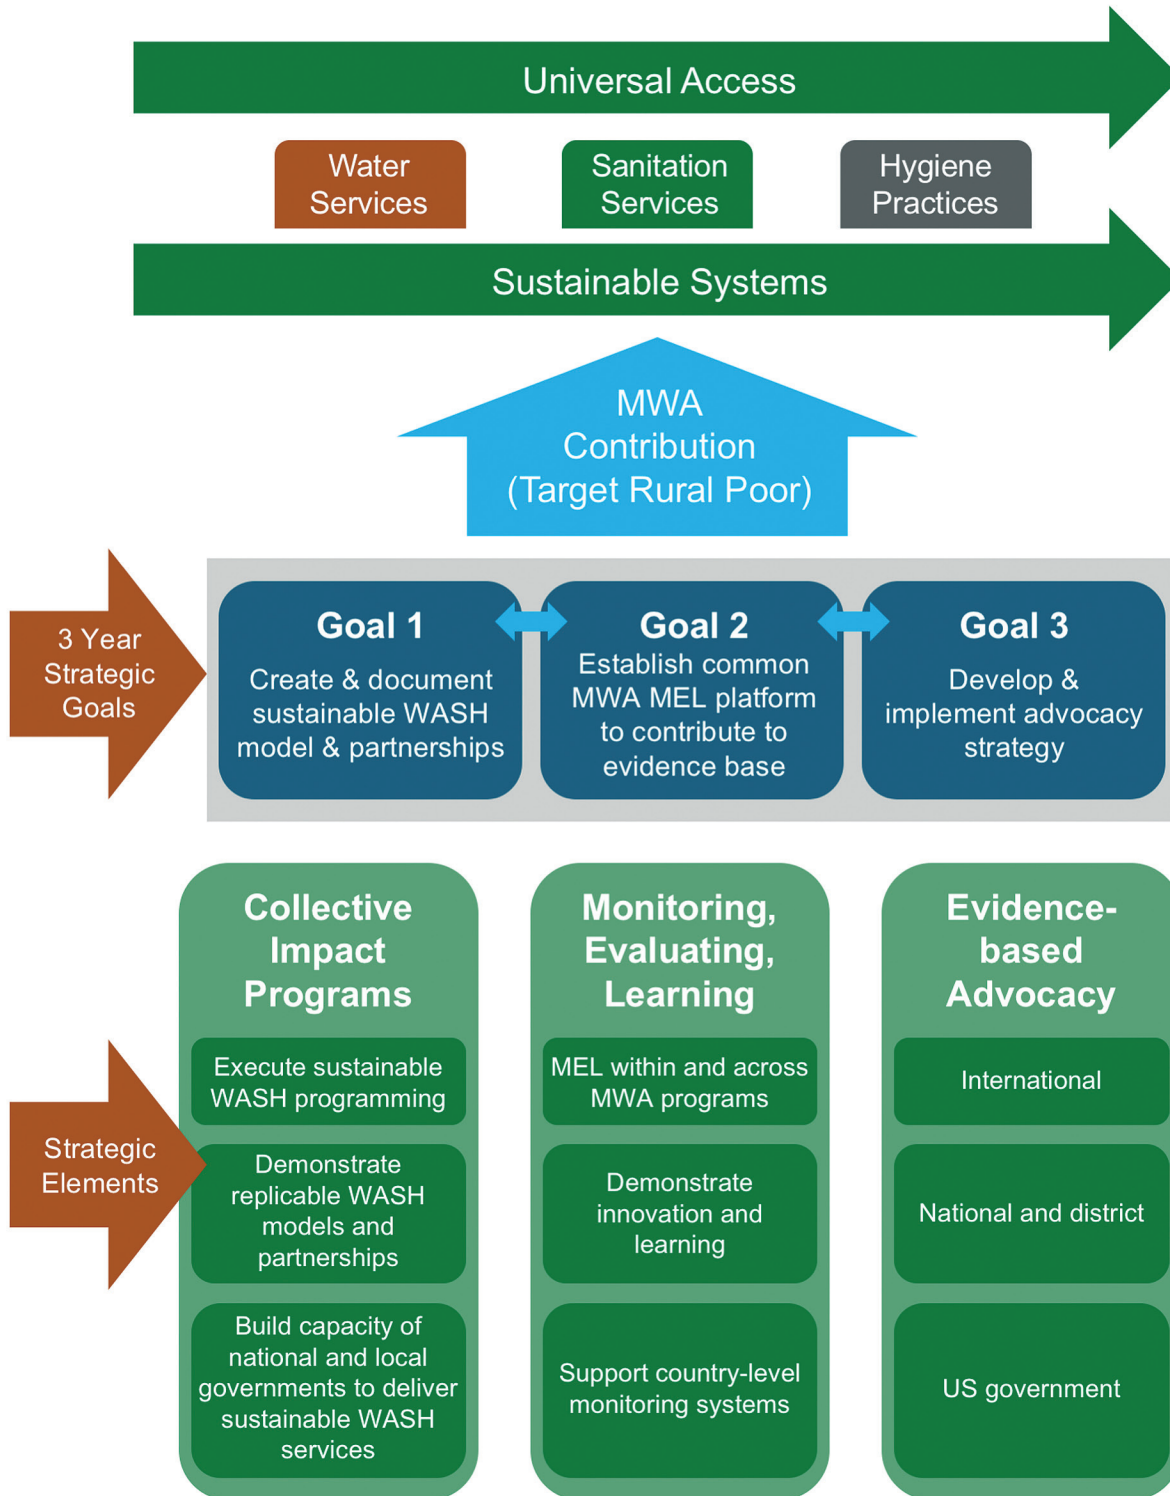 Universal Access
Water
Services
Sanitation
Services
Hygiene
Practices
Sustainable Systems
MWA
Contribution
(Target Rural Poor)
3 Year
Strategic
Goals
Goal 1
Create & document
sustainable WASH
model & partnerships
Goal 2
Establish common
MWA MEL platform
to contribute to
evidence base
Goal 3
Develop &
implement advocacy
strategy
Strategic
Elements
Collective
Impact
Programs
Execute sustainable
WASH programming
Demonstrate
replicable WASH
models and
partnerships
Build capacity of
national and local
governments to deliver
sustainable WASH
services
Monitoring,
Evaluating,
Learning
MEL within and across
MWA programs
Demonstrate
innovation and
learning
Support country-level
monitoring systems
Evidence-
based
Advocacy
International
National and district
US government